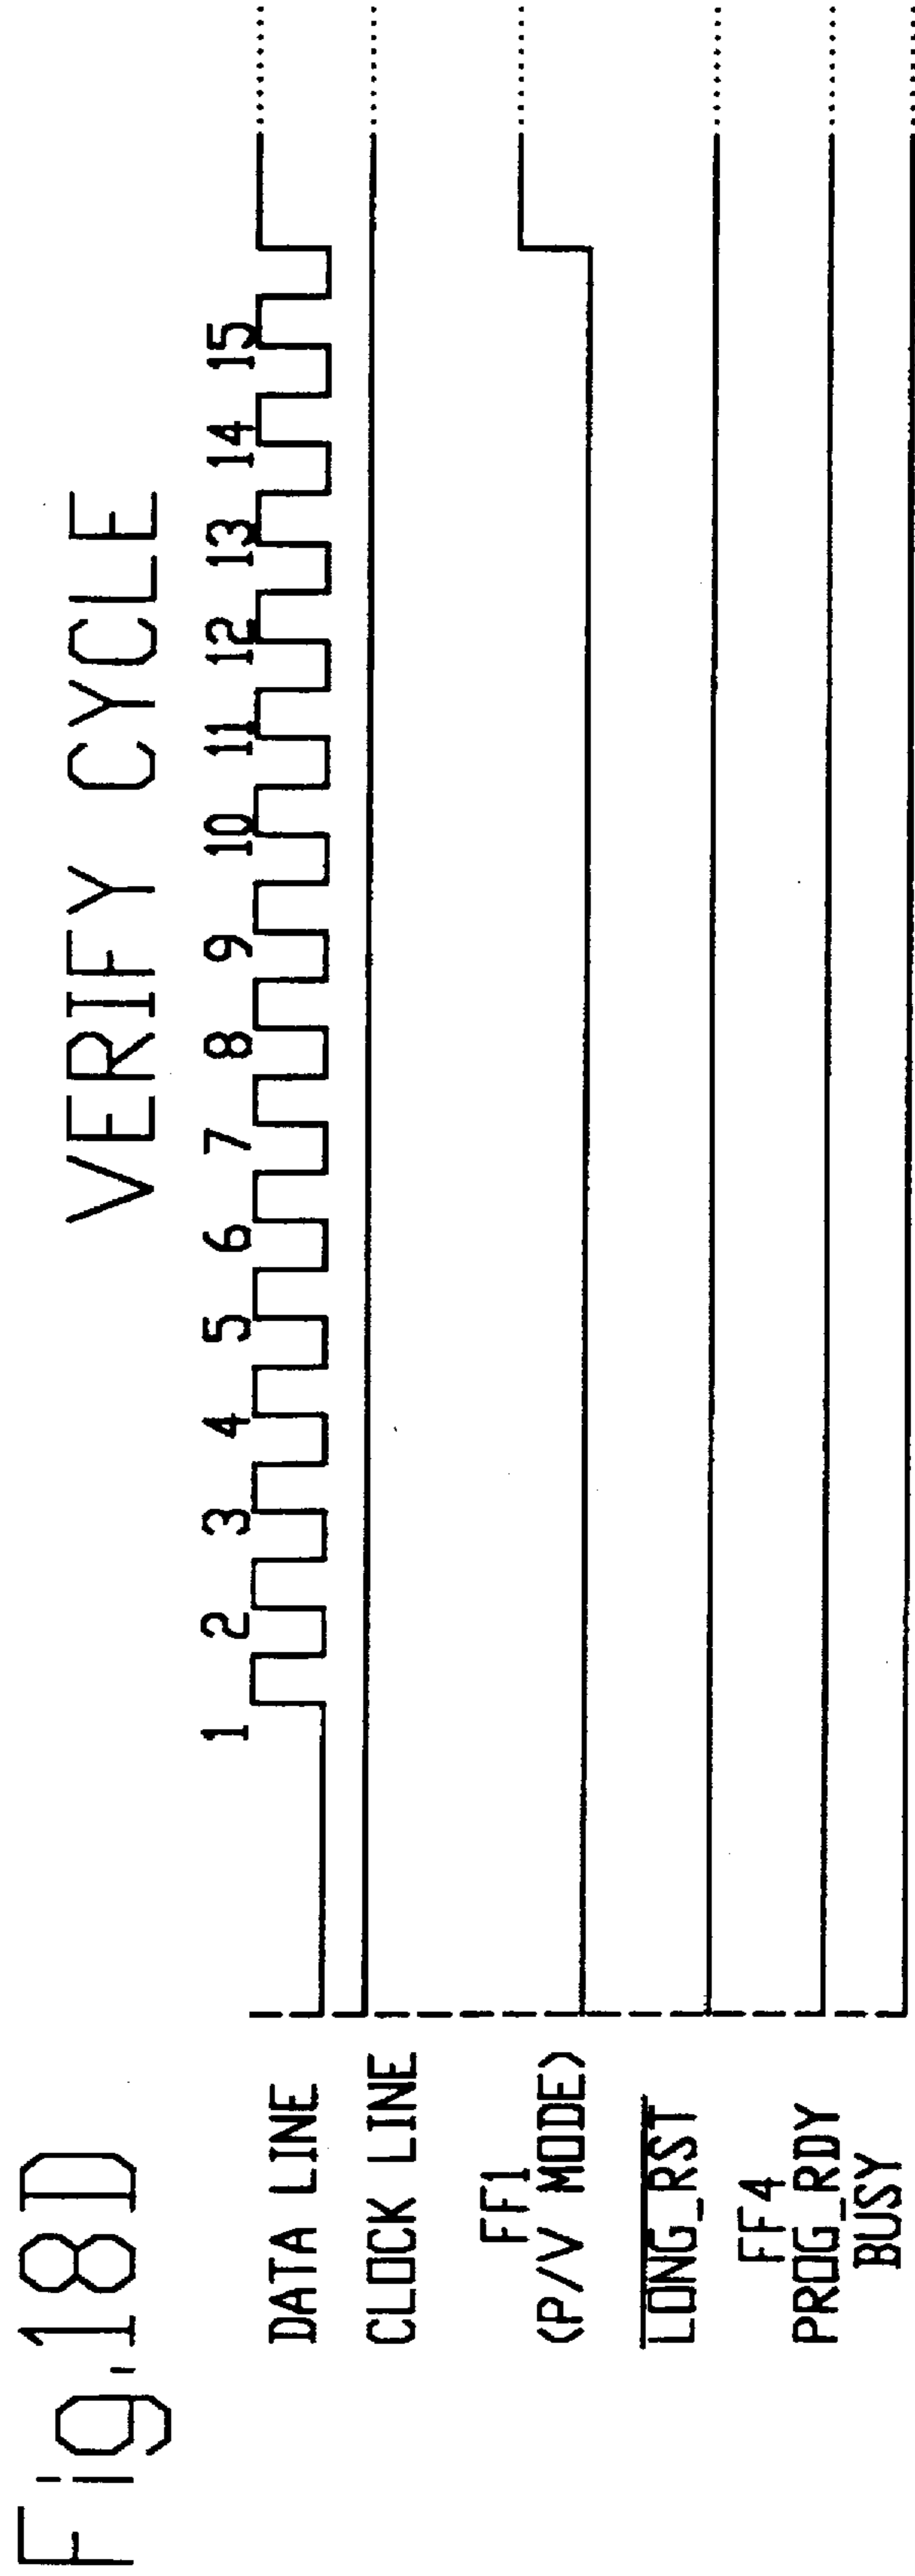 Fig.18D
VERIFY CYCLE
1 2 3 4 5 6 7 8 9 10 11 12 13 14 15
DATA LINE
CLOCK LINE
FF1
(P/V MODE)
LONG_RST
FF4
PROG_RDY
BUSY